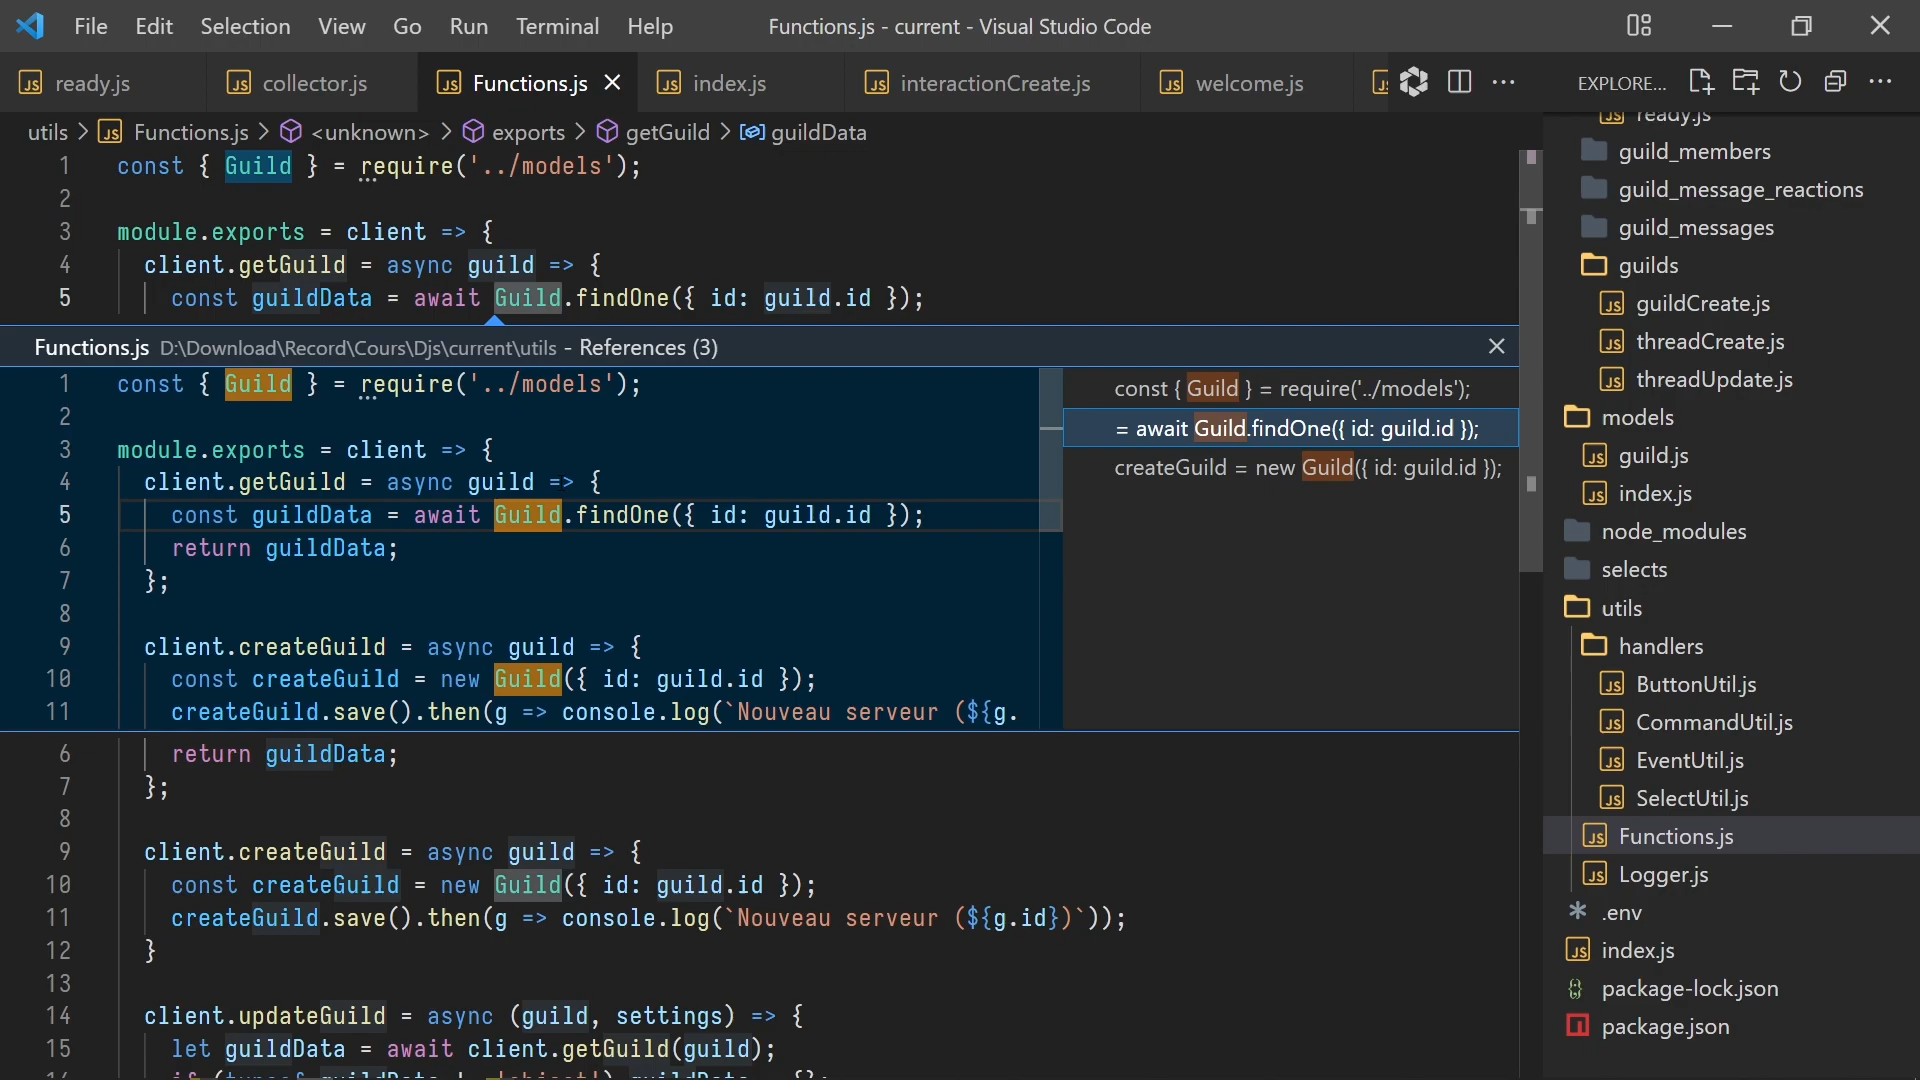 File Edit Selection View Go Run Terminal Help Functions.js - current - Visual Studio Code
ready.js collector.js Functions.js index.js interactionCreate.js welcome.js
utils > Functions.js > <unknown> > exports > getGuild > guildData
1 const { Guild } = require('../models');
2
3 module.exports = client => {
4 client.getGuild = async guild => {
5 const guildData = await Guild.findOne({ id: guild.id });
Functions.js D:\Download\Record\Cours\Djs\current\utils - References (3)
1 const { Guild } = require('../models');
2
3 module.exports = client => {
4 client.getGuild = async guild => {
5 const guildData = await Guild.findOne({ id: guild.id });
6 return guildData;
7 };
8
9 client.createGuild = async guild => {
10 const createGuild = new Guild({ id: guild.id });
11 createGuild.save().then(g => console.log(`Nouveau serveur (${g.
const { Guild } = require('../models');
= await Guild.findOne({ id: guild.id });
createGuild = new Guild({ id: guild.id });
6 return guildData;
7 };
8
9 client.createGuild = async guild => {
10 const createGuild = new Guild({ id: guild.id });
11 createGuild.save().then(g => console.log(`Nouveau serveur (${g.id})`));
12 }
13
14 client.updateGuild = async (guild, settings) => {
15 let guildData = await client.getGuild(guild);
EXPLORE...
ready.js
guild_members
guild_message_reactions
guild_messages
guilds
guildCreate.js
threadCreate.js
threadUpdate.js
models
guild.js
index.js
node_modules
selects
utils
handlers
ButtonUtil.js
CommandUtil.js
EventUtil.js
SelectUtil.js
Functions.js
Logger.js
.env
index.js
package-lock.json
package.json